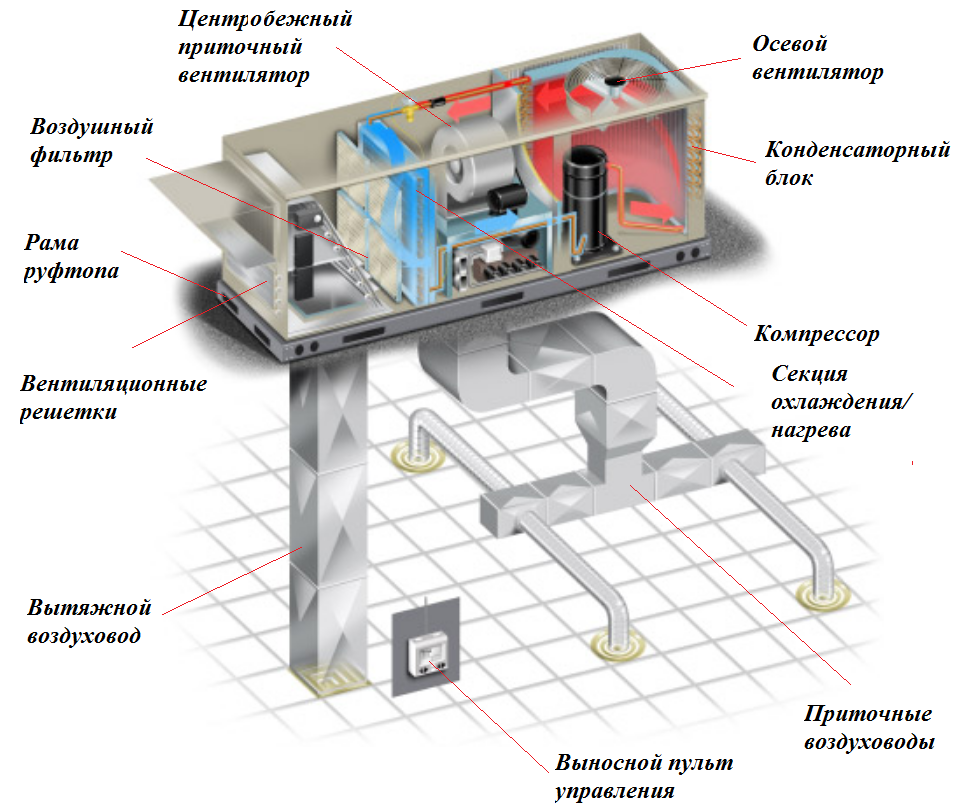 Центробежный
приточный
вентилятор
Осевой
вентилятор
Воздушный
фильтр
Конденсаторный
блок
Рама
руфтопа
Компрессор
Вентиляционные
решетки
Секция
охлаждения/
нагрева
Вытяжной
воздуховод
Приточные
воздуховоды
Выносной пульт
управления